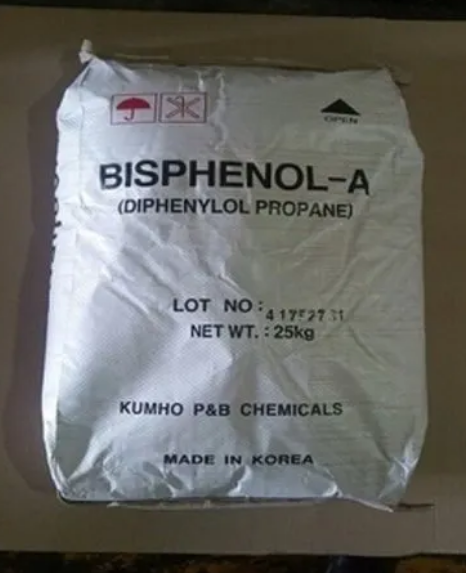 OPEN
BISPHENOL-A
(DIPHENYLOL PROPANE)
LOT NO:
NET WT. : 25kg
KUMHO P&B CHEMICALS
MADE IN KOREA